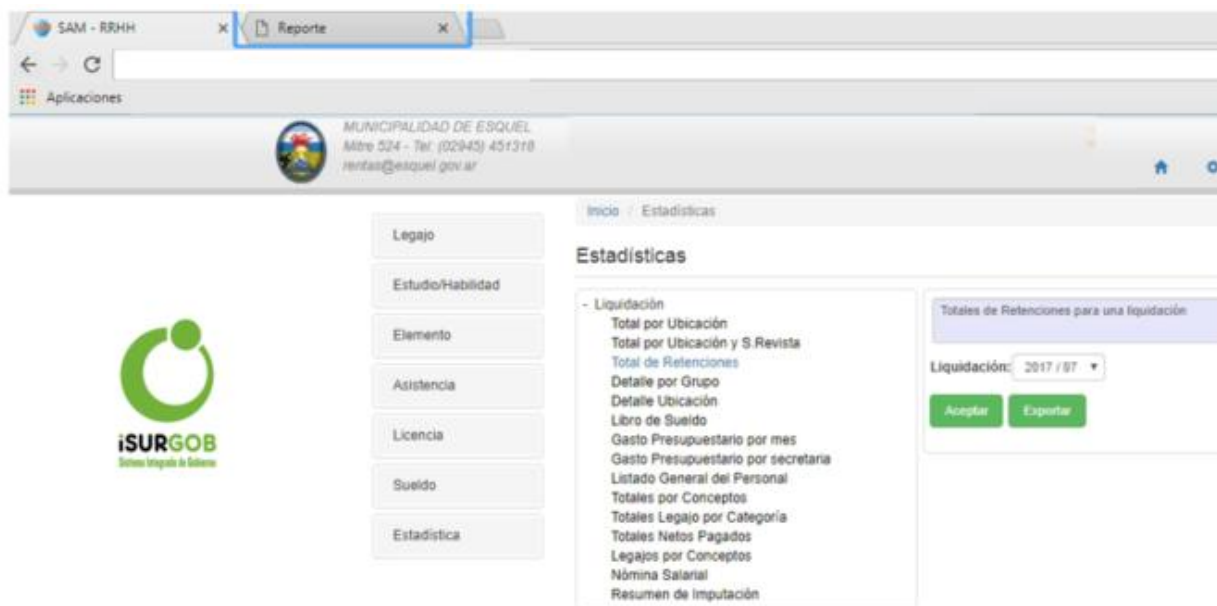 SAM - RRHH
Reporte
Aplicaciones
MUNICIPALIDAD DE ESQUEL
Mitre 524 - Tel: (02945) 451318
rentas@esquel.gov.ar
Inicio / Estadísticas
Legajo
Estudio/Habilidad
Elemento
Asistencia
Licencia
Sueldo
Estadística
iSURGOB
Sistema Integrado de Gobierno
Estadísticas
- Liquidación
Total por Ubicación
Total por Ubicación y S.Revista
Total de Retenciones
Detalle por Grupo
Detalle Ubicación
Libro de Sueldo
Gasto Presupuestario por mes
Gasto Presupuestario por secretaria
Listado General del Personal
Totales por Conceptos
Totales Legajo por Categoría
Totales Netos Pagados
Legajos por Conceptos
Nómina Salarial
Resumen de Imputación
Totales de Retenciones para una liquidación
Liquidación: 2017 / 07
Aceptar
Exportar